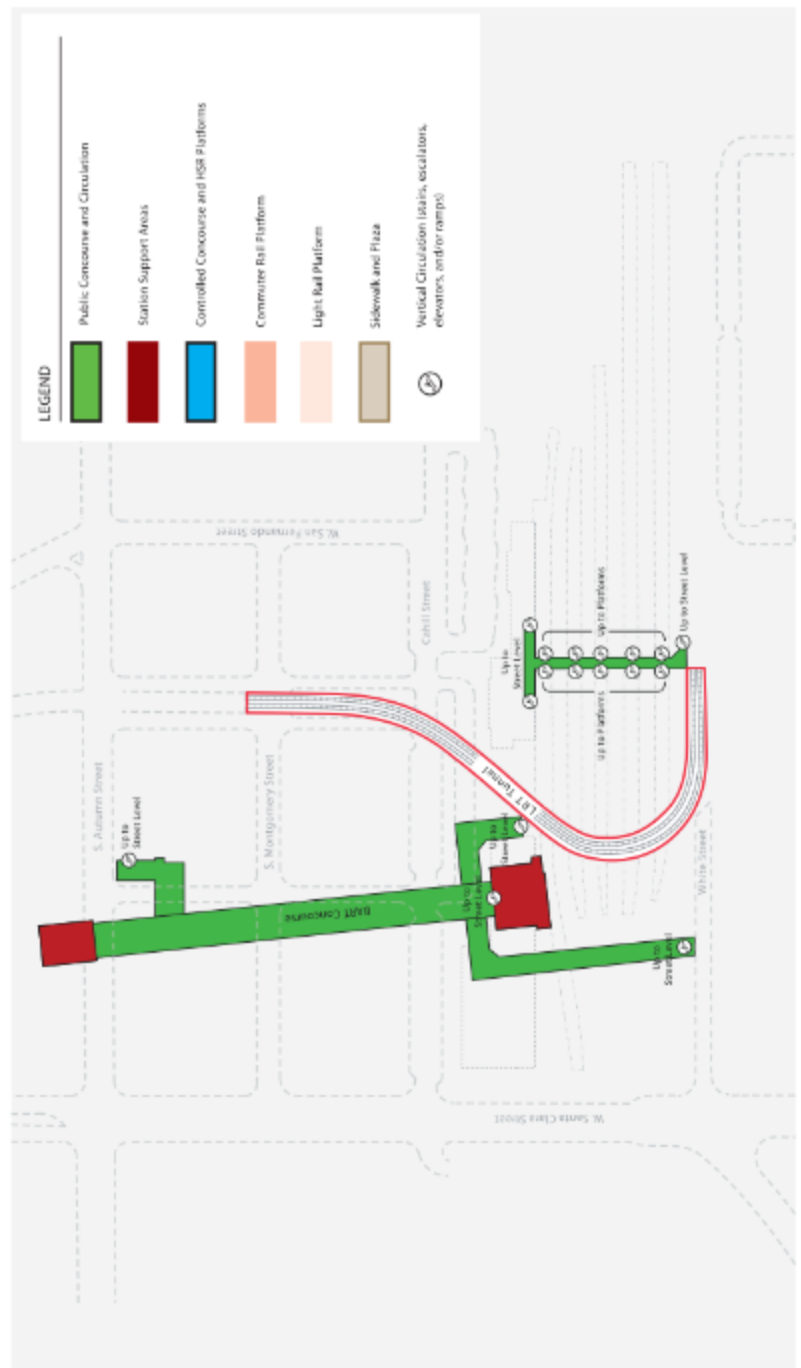 LEGEND
Public Concourse and Circulation
Station Support Areas
Controlled Concourse and HSR Platforms
Commuter Rail Platform
Light Rail Platform
Sidewalk and Plaza
Vertical Circulation (stairs, escalators,
elevators, and/or ramps)
W. San Fernando Street
Cahill Street
S. Autumn Street
S. Montgomery Street
White Street
W. Santa Clara Street
BART Concourse
LRT Tunnel
Up to
Street Level
Up to
Street Level
Up to
Street Level
Up to
Street Level
Up to
Street Level
Up to Platforms
Up to Platforms
Up to Street Level